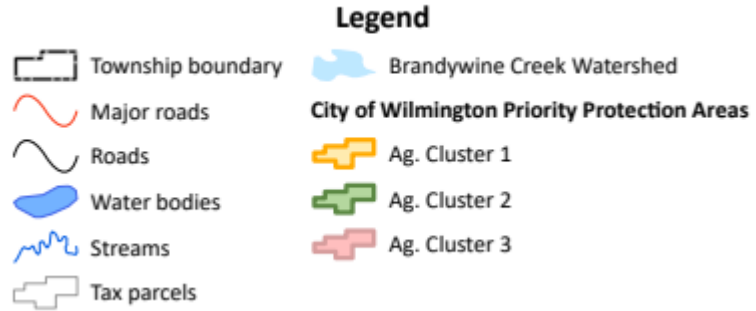 Legend
Township boundary
Major roads
Roads
Water bodies
Streams
Tax parcels
Brandywine Creek Watershed
City of Wilmington Priority Protection Areas
Ag. Cluster 1
Ag. Cluster 2
Ag. Cluster 3